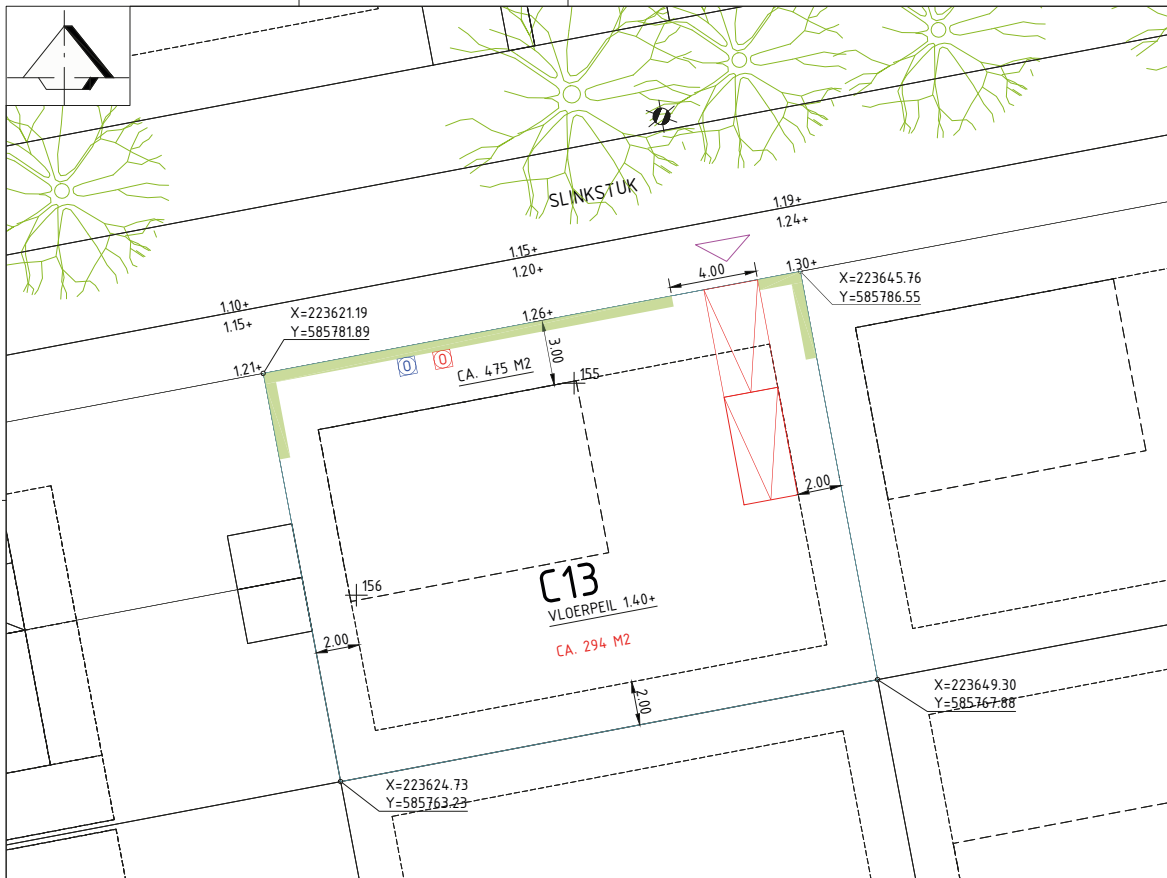 SLINKSTUK
1.19+
1.24+
1.15+
1.20+
1.10+
1.15+
4.00
1.30+
X=223645.76
Y=585786.55
X=223621.19
Y=585781.89
1.26+
1.21+
3.00
0
0
CA. 475 M2
155
2.00
156
C13
VLOERPEIL 1.40+
CA. 294 M2
2.00
2.00
X=223649.30
Y=585767.88
X=223624.73
Y=585763.23